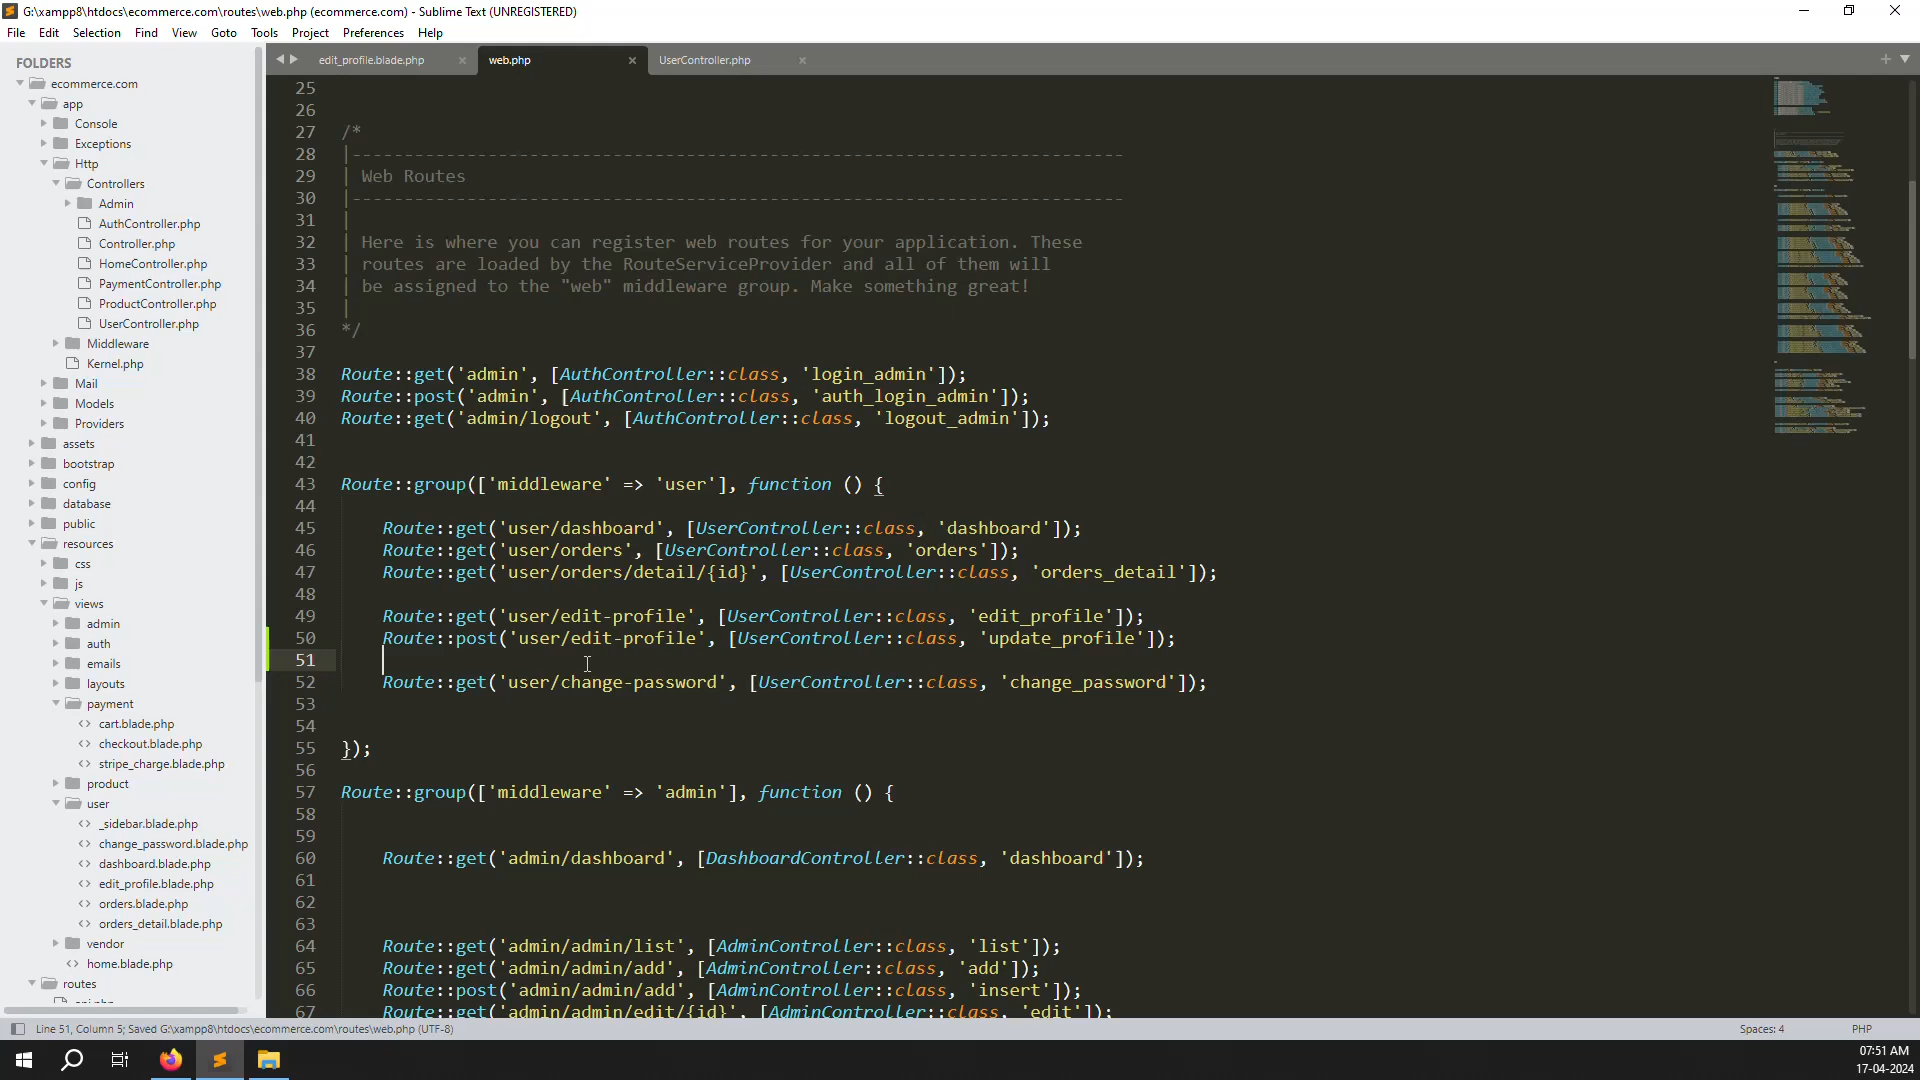 G:\xampp8\htdocs\ecommerce.com\routes\web.php (ecommerce.com) - Sublime Text (UNREGISTERED)
File Edit Selection Find View Goto Tools Project Preferences Help
FOLDERS
ecommerce.com
app
Console
Exceptions
Http
Controllers
Admin
AuthController.php
Controller.php
HomeController.php
PaymentController.php
ProductController.php
UserController.php
Middleware
Kernel.php
Mail
Models
Providers
assets
bootstrap
config
database
public
resources
css
js
views
admin
auth
emails
layouts
payment
cart.blade.php
checkout.blade.php
stripe_charge.blade.php
product
user
_sidebar.blade.php
change_password.blade.php
dashboard.blade.php
edit_profile.blade.php
orders.blade.php
orders_detail.blade.php
vendor
home.blade.php
routes
edit_profile.blade.php web.php UserController.php
25
26
27 /*
28 |--------------------------------------------------------------------------
29 | Web Routes
30 |--------------------------------------------------------------------------
31 |
32 | Here is where you can register web routes for your application. These
33 | routes are loaded by the RouteServiceProvider and all of them will
34 | be assigned to the "web" middleware group. Make something great!
35 |
36 */
37
38 Route::get('admin', [AuthController::class, 'login_admin']);
39 Route::post('admin', [AuthController::class, 'auth_login_admin']);
40 Route::get('admin/logout', [AuthController::class, 'logout_admin']);
41
42
43 Route::group(['middleware' => 'user'], function () {
44
45 Route::get('user/dashboard', [UserController::class, 'dashboard']);
46 Route::get('user/orders', [UserController::class, 'orders']);
47 Route::get('user/orders/detail/{id}', [UserController::class, 'orders_detail']);
48
49 Route::get('user/edit-profile', [UserController::class, 'edit_profile']);
50 Route::post('user/edit-profile', [UserController::class, 'update_profile']);
51
52 Route::get('user/change-password', [UserController::class, 'change_password']);
53
54
55 });
56
57 Route::group(['middleware' => 'admin'], function () {
58
59
60 Route::get('admin/dashboard', [DashboardController::class, 'dashboard']);
61
62
63
64 Route::get('admin/admin/list', [AdminController::class, 'list']);
65 Route::get('admin/admin/add', [AdminController::class, 'add']);
66 Route::post('admin/admin/add', [AdminController::class, 'insert']);
67 Route::get('admin/admin/edit/{id}', [AdminController::class, 'edit']);
Line 51, Column 5; Saved G:\xampp8\htdocs\ecommerce.com\routes\web.php (UTF-8) Spaces: 4 PHP
07:51 AM
17-04-2024